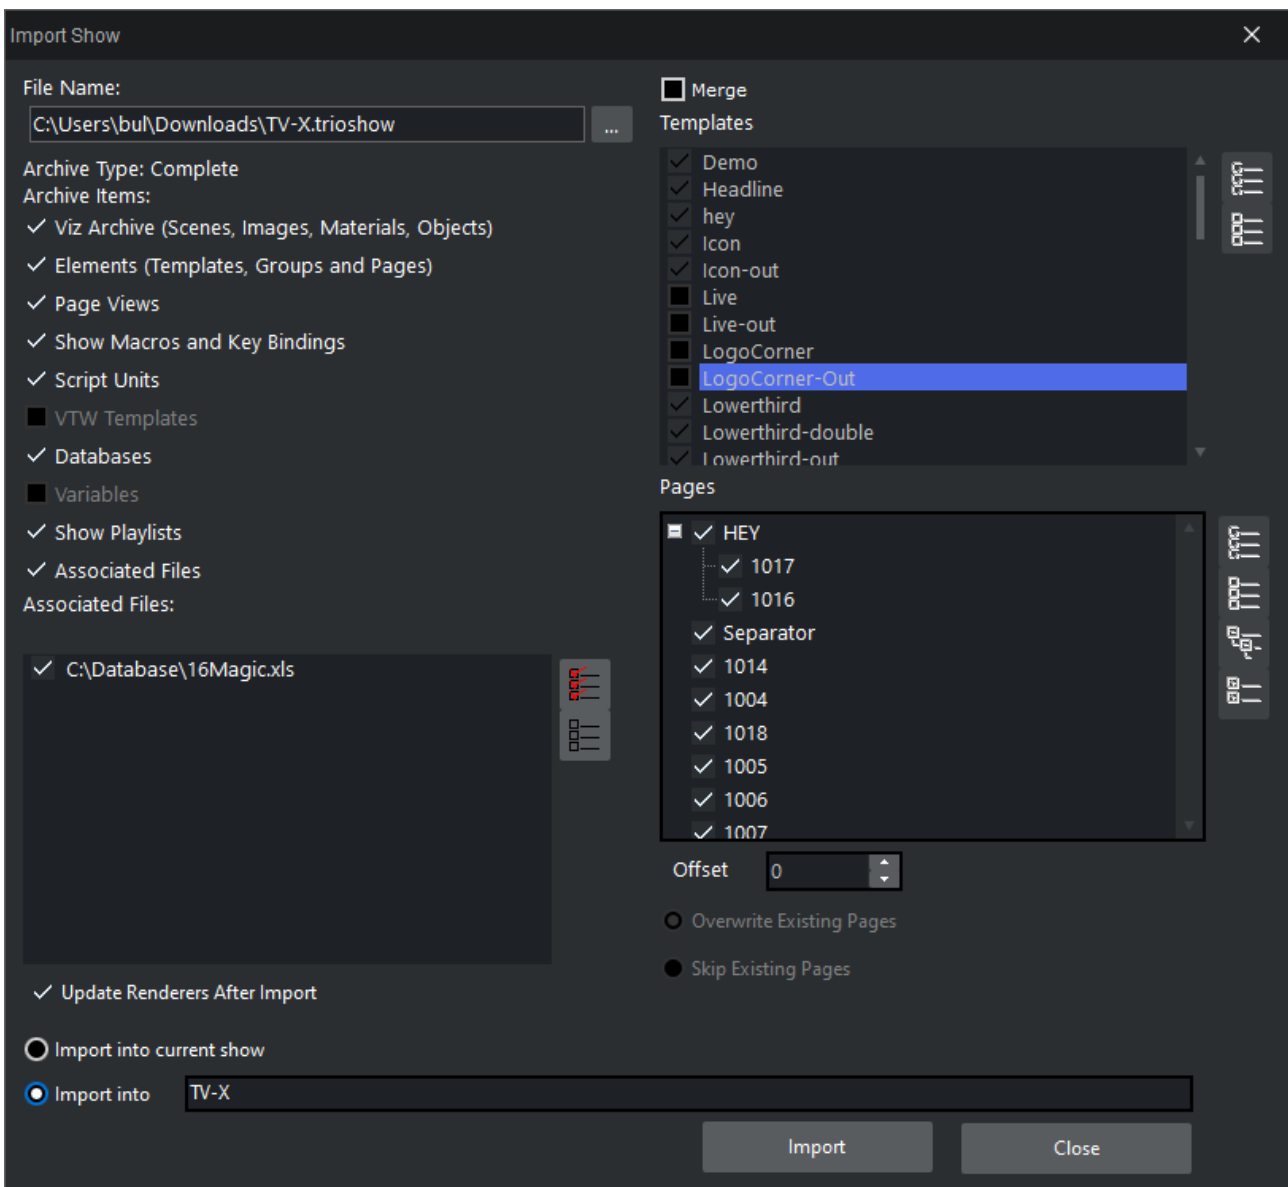 Import Show
File Name:
C:\Users\bul\Downloads\TV-X.trioshow
...
Archive Type: Complete
Archive Items:
Viz Archive (Scenes, Images, Materials, Objects)
Elements (Templates, Groups and Pages)
Page Views
Show Macros and Key Bindings
Script Units
VTW Templates
Databases
Variables
Show Playlists
Associated Files
Associated Files:
C:\Database\16Magic.xls
Update Renderers After Import
Import into current show
Import into
TV-X
Merge
Templates
Demo
Headline
hey
Icon
Icon-out
Live
Live-out
LogoCorner
LogoCorner-Out
Lowerthird
Lowerthird-double
Lowerthird-out
Pages
HEY
1017
1016
Separator
1014
1004
1018
1005
1006
1007
Offset
0
Overwrite Existing Pages
Skip Existing Pages
Import
Close